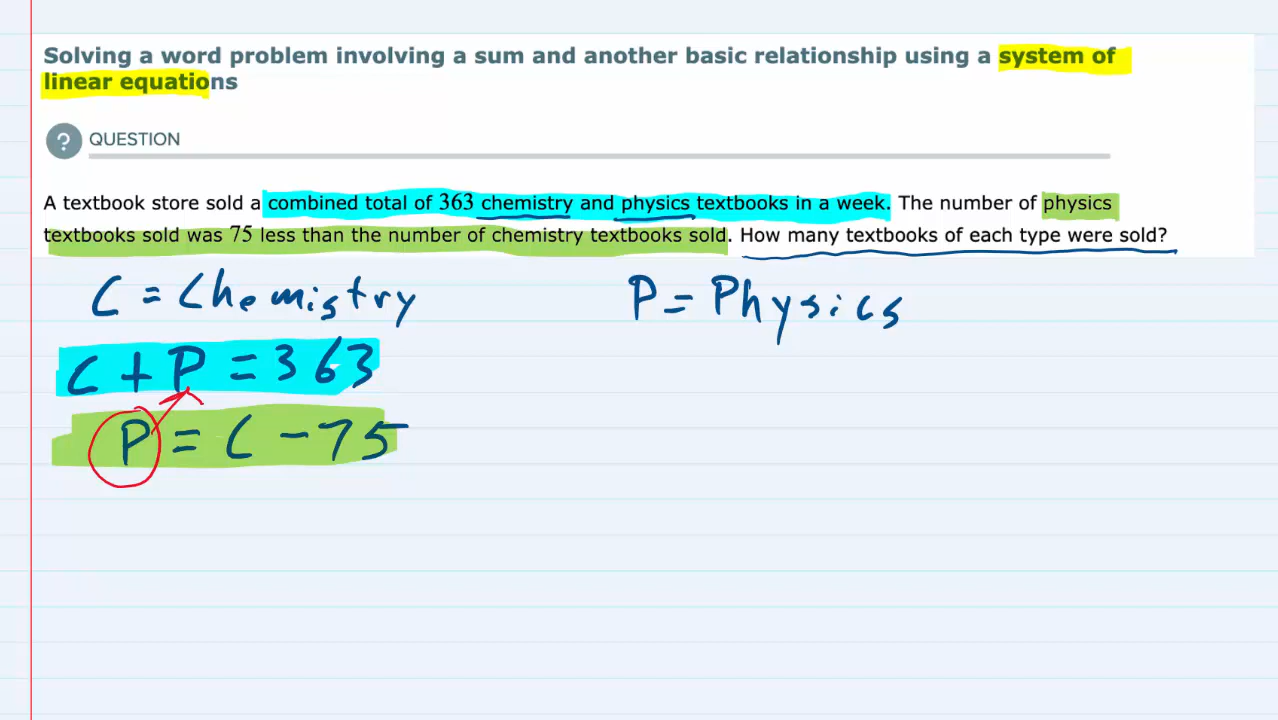 Solving a word problem involving a sum and another basic relationship using a system of
linear equations
?
QUESTION
A textbook store sold a combined total of 363 chemistry and physics textbooks in a week. The number of physics
textbooks sold was 75 less than the number of chemistry textbooks sold. How many textbooks of each type were sold?
C = Chemistry
P = Physics
C + P = 363
P = C - 75